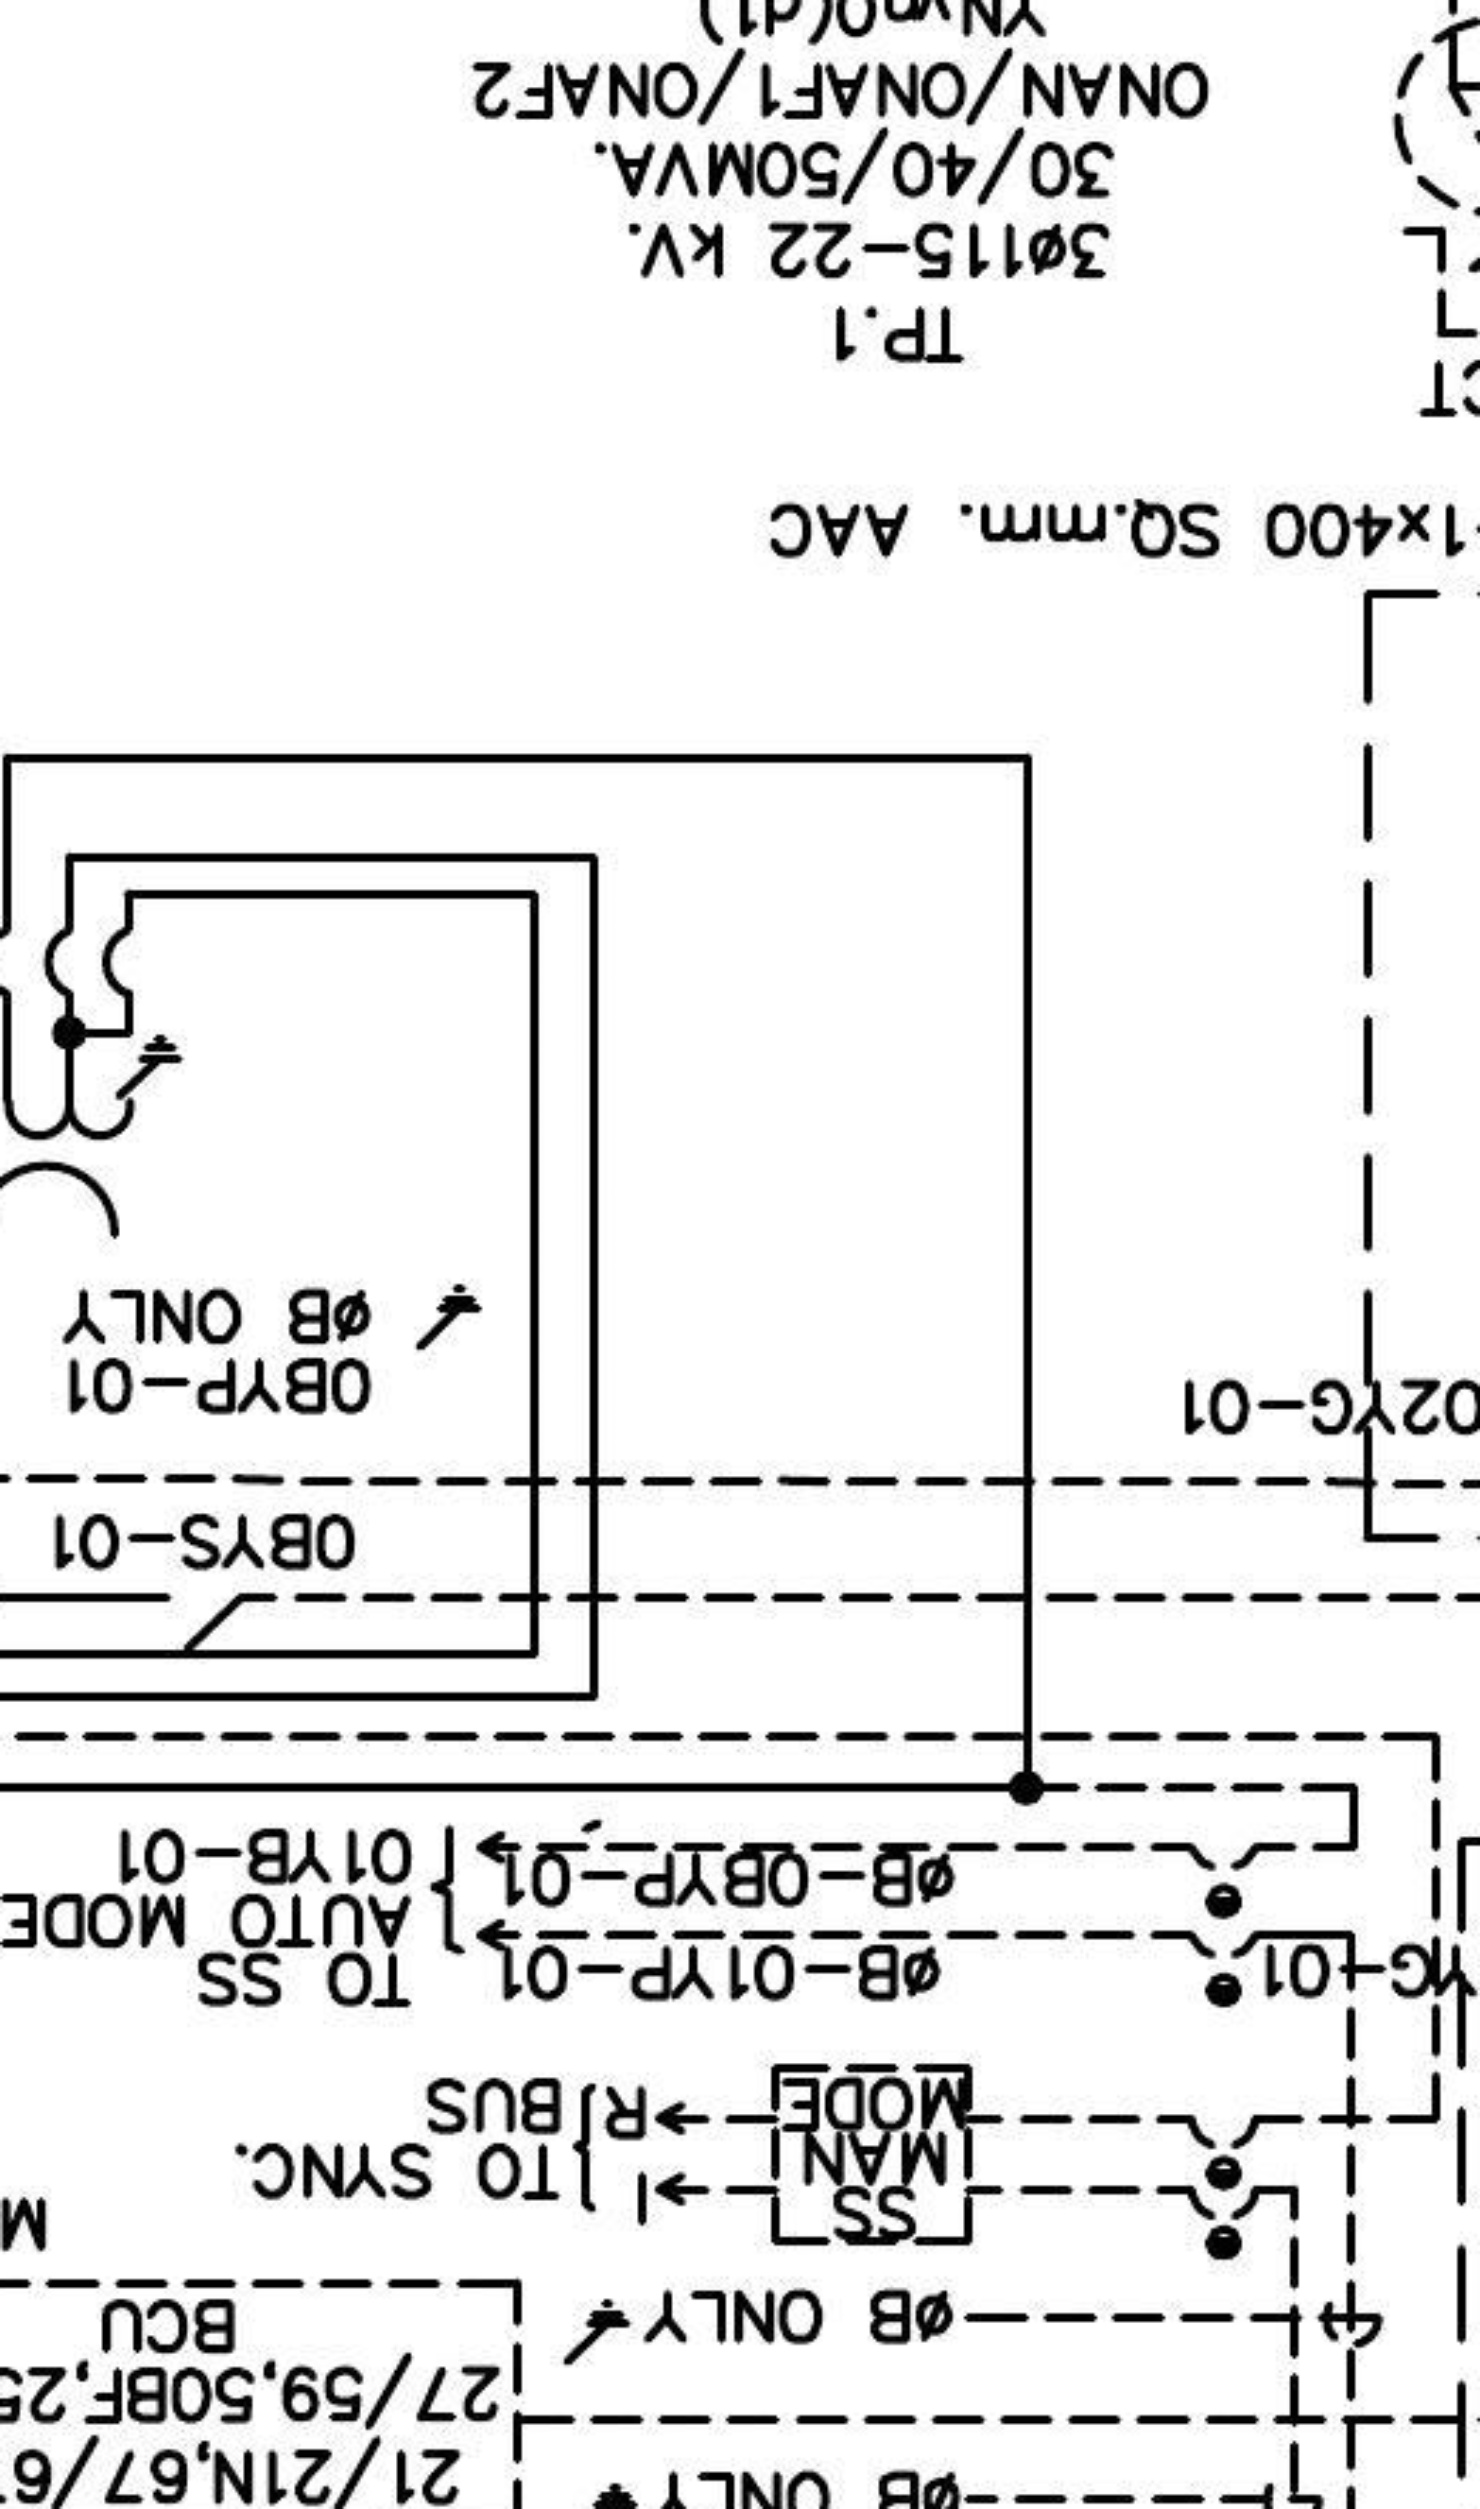 øB ONLY
21/21N,67/6
27/59,50BF,25
BCU
øB ONLY
M
SS
MAN
MODE
I
R
TO SYNC.
BUS
YG-01
øB-01YP-01
øB-0BYP-01
TO SS
AUTO MODE
01YB-01
0BYS-01
02YG-01
0BYP-01
øB ONLY
1x400 SQ.mm. AAC
CT
TP.1
3ø115-22 kV.
30/40/50MVA.
ONAN/ONAF1/ONAF2
YNyn0(d1)